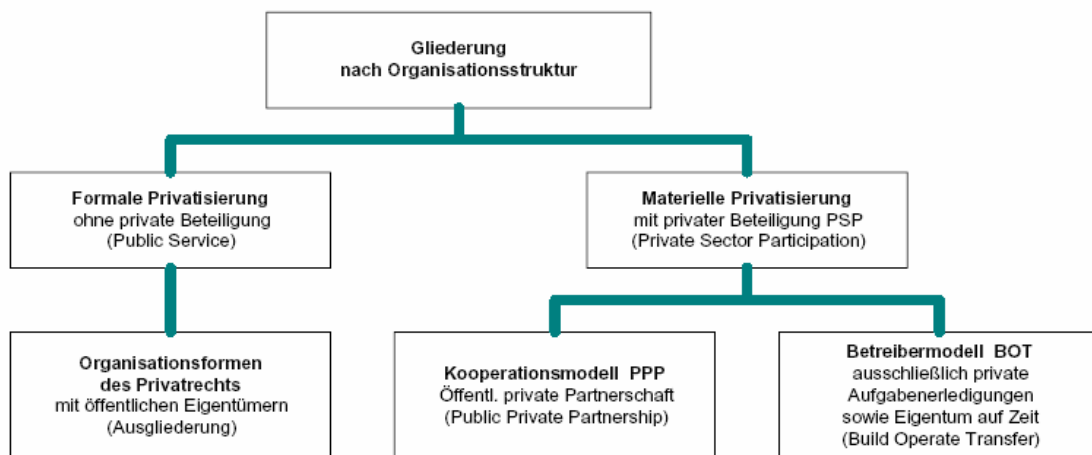 Gliederung
nach Organisationsstruktur
Formale Privatisierung
ohne private Beteiligung
(Public Service)
Materielle Privatisierung
mit privater Beteiligung PSP
(Private Sector Participation)
Organisationsformen
des Privatrechts
mit öffentlichen Eigentümern
(Ausgliederung)
Kooperationsmodell PPP
Öffentl. private Partnerschaft
(Public Private Partnership)
Betreibermodell BOT
ausschließlich private
Aufgabenerledigungen
sowie Eigentum auf Zeit
(Build Operate Transfer)